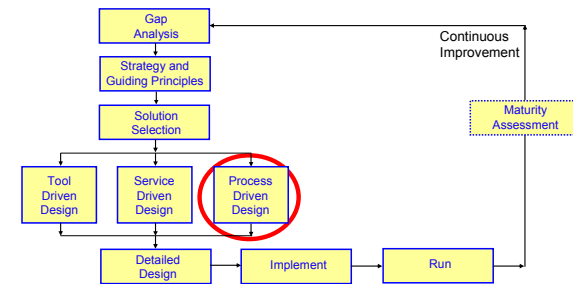 Gap
Analysis
Continuous
Improvement
Strategy and
Guiding Principles
Maturity
Assessment
Solution
Selection
Tool
Driven
Design
Service
Driven
Design
Process
Driven
Design
Detailed
Design
Implement
Run